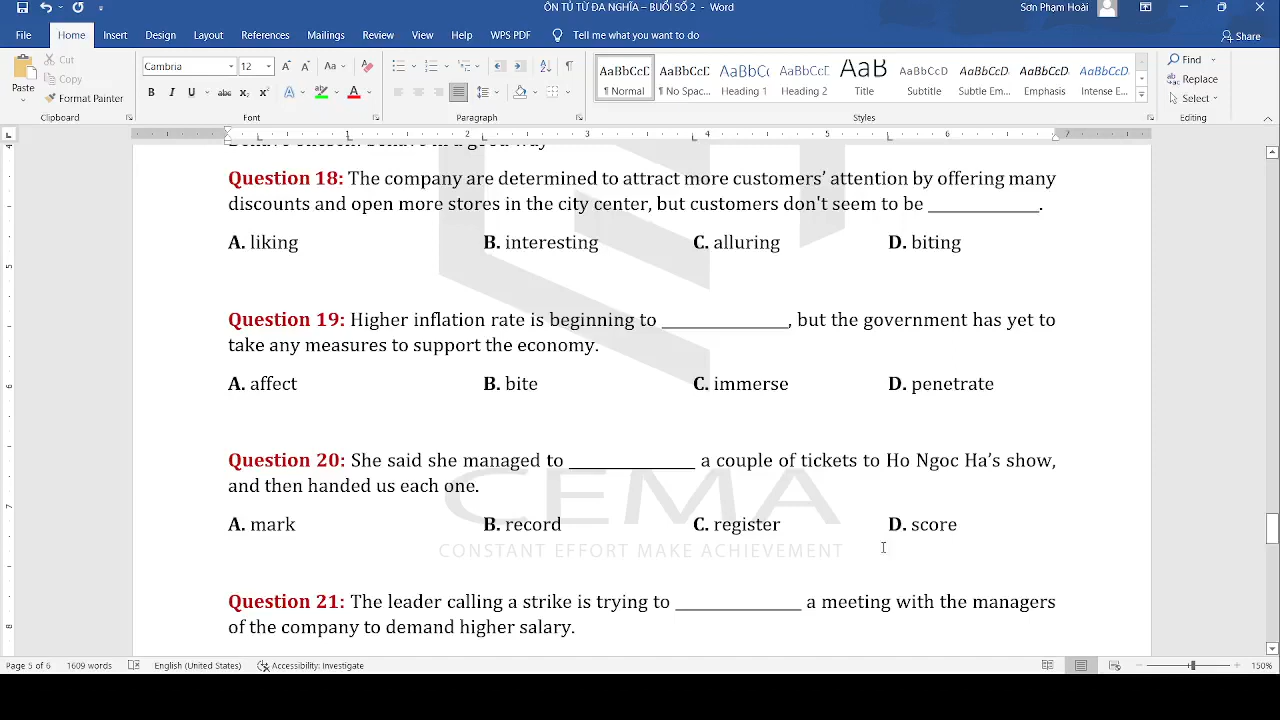 ÔN TỦ TỪ ĐA NGHĨA – BUỔI SỐ 2 - Word
Son Pham Hoài
File Home Insert Design Layout References Mailings Review View Help WPS PDF Tell me what you want to do Share
Cut
Copy
Format Painter
Paste
Clipboard
Cambria 12
Font
Paragraph
AaBbCcD AaBbCcD AaBbCc AaBbCcD AaB AaBbCcD AaBbCcD AaBbCcD AaBbCcD
¶ Normal ¶ No Spac... Heading 1 Heading 2 Title Subtitle Subtle Em... Emphasis Intense E...
Styles
Find
Replace
Select
Editing
Question 18: The company are determined to attract more customers’ attention by offering many
discounts and open more stores in the city center, but customers don't seem to be ____________.
A. liking B. interesting C. alluring D. biting
Question 19: Higher inflation rate is beginning to ______________, but the government has yet to
take any measures to support the economy.
A. affect B. bite C. immerse D. penetrate
Question 20: She said she managed to ______________ a couple of tickets to Ho Ngoc Ha’s show,
and then handed us each one.
A. mark B. record C. register D. score
CEMA
CONSTANT EFFORT MAKE ACHIEVEMENT
Question 21: The leader calling a strike is trying to ______________ a meeting with the managers
of the company to demand higher salary.
Page 5 of 6 1609 words English (United States) Accessibility: Investigate 150%